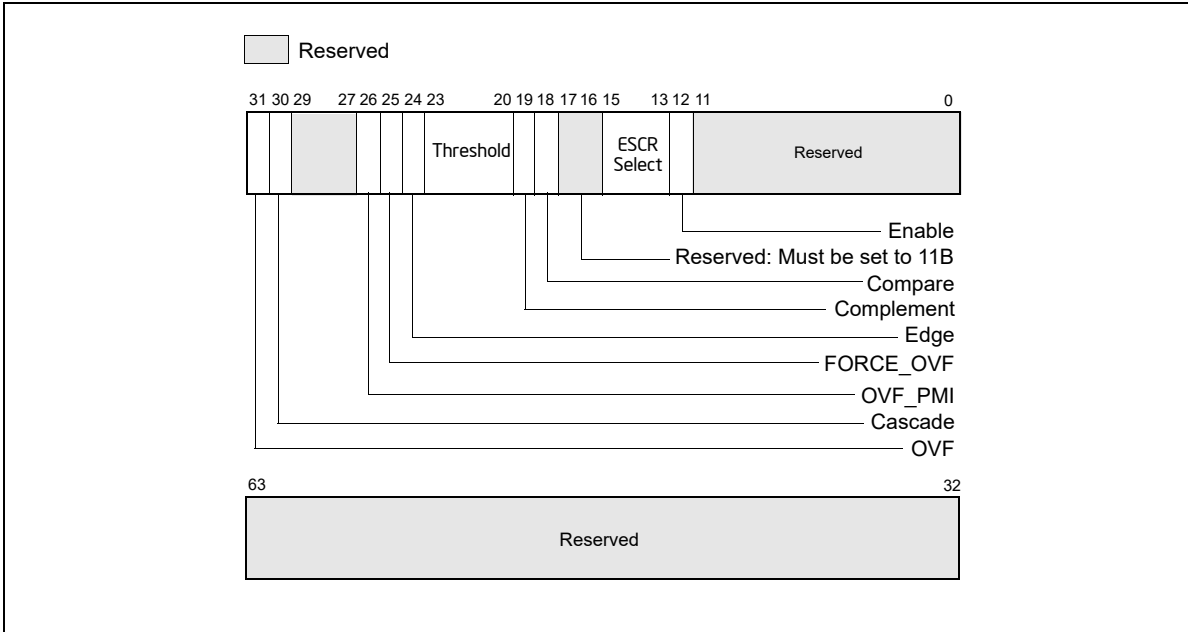 Reserved
31 30 29 27 26 25 24 23 20 19 18 17 16 15 13 12 11 0
Threshold
ESCR
Select
Reserved
Enable
Reserved: Must be set to 11B
Compare
Complement
Edge
FORCE_OVF
OVF_PMI
Cascade
OVF
63 32
Reserved